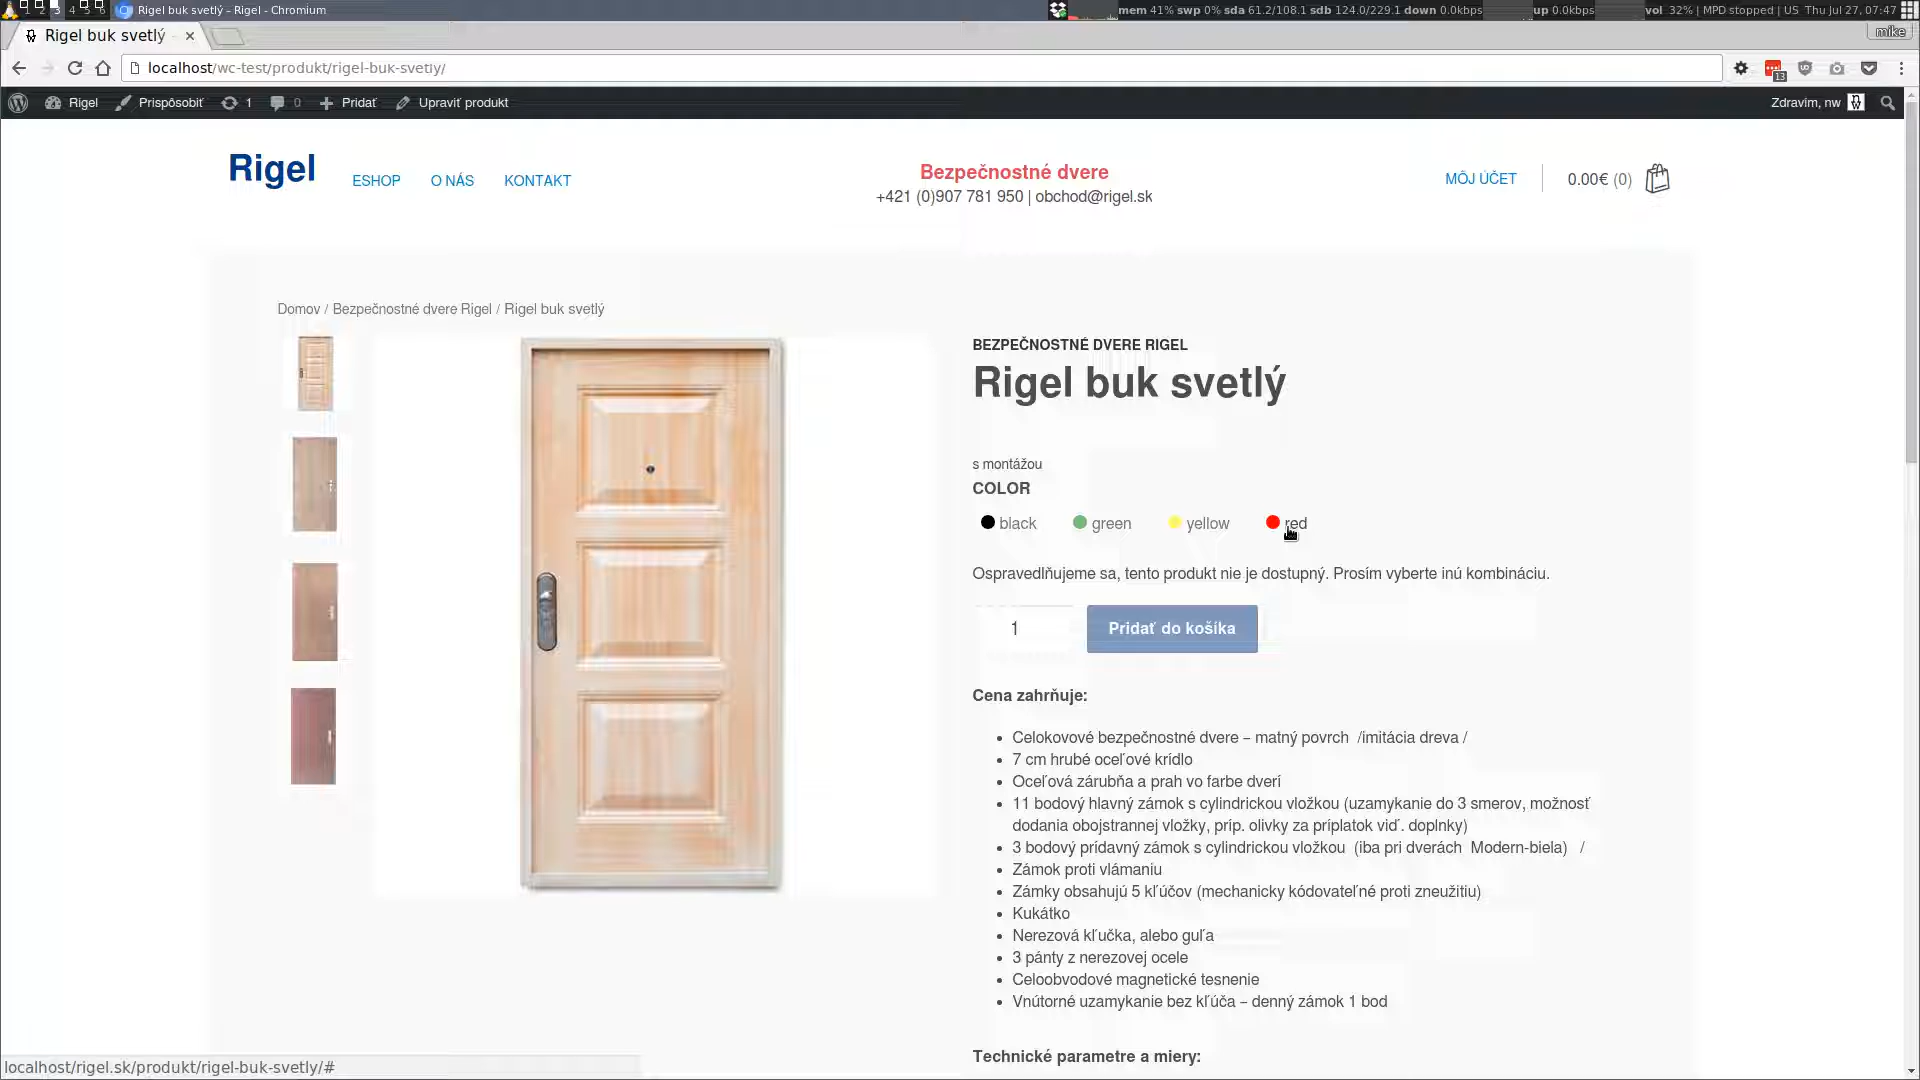 1 2 3 4 5 6 Rigel buk svetlý - Rigel - Chromium mem 41% swp 0% sda 61.2/108.1 sdb 124.0/229.1 down 0.0kbps up 0.0kbps vol 32% | MPD stopped | US Thu Jul 27, 07:47
Rigel buk svetlý
mike
localhost/wc-test/produkt/rigel-buk-svetly/
13
Rigel Prispôsobiť 1 0 Pridať Upraviť produkt Zdravím, nw
Rigel
ESHOP O NÁS KONTAKT
Bezpečnostné dvere
+421 (0)907 781 950 | obchod@rigel.sk
MÔJ ÚČET 0.00€ (0)
Domov / Bezpečnostné dvere Rigel / Rigel buk svetlý
BEZPEČNOSTNÉ DVERE RIGEL
Rigel buk svetlý
s montážou
COLOR
black green yellow red
Ospravedlňujeme sa, tento produkt nie je dostupný. Prosím vyberte inú kombináciu.
1 Pridať do košíka
Cena zahrňuje:
• Celokovové bezpečnostné dvere – matný povrch /imitácia dreva /
• 7 cm hrubé oceľové krídlo
• Oceľová zárubňa a prah vo farbe dverí
• 11 bodový hlavný zámok s cylindrickou vložkou (uzamykanie do 3 smerov, možnosť
dodania obojstrannej vložky, príp. olivky za príplatok viď. doplnky)
• 3 bodový prídavný zámok s cylindrickou vložkou (iba pri dverách Modern-biela) /
• Zámok proti vlámaniu
• Zámky obsahujú 5 kľúčov (mechanicky kódovateľné proti zneužitiu)
• Kukátko
• Nerezová kľučka, alebo guľa
• 3 pánty z nerezovej ocele
• Celoobvodové magnetické tesnenie
• Vnútorné uzamykanie bez kľúča – denný zámok 1 bod
Technické parametre a miery:
localhost/rigel.sk/produkt/rigel-buk-svetly/#